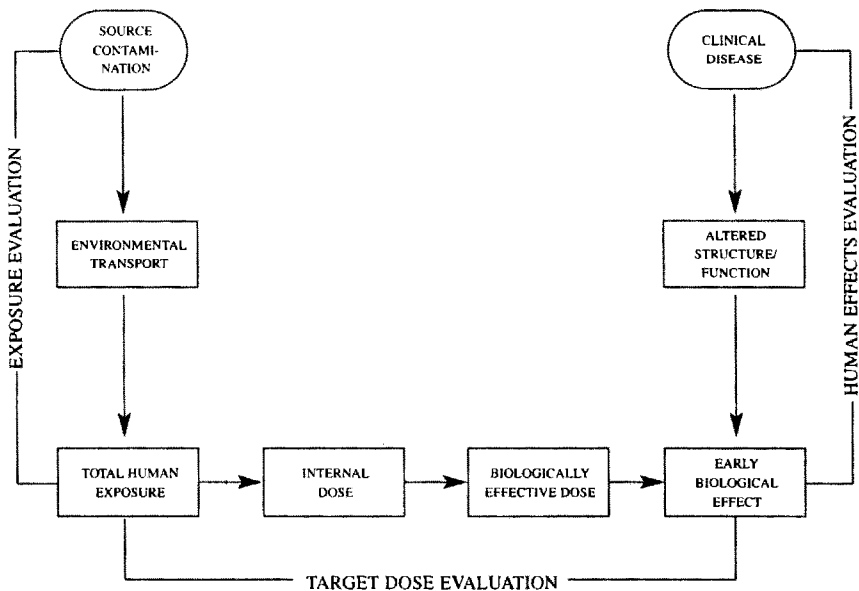 SOURCE
CONTAMI-
NATION
CLINICAL
DISEASE
EXPOSURE EVALUATION
HUMAN EFFECTS EVALUATION
ENVIRONMENTAL
TRANSPORT
ALTERED
STRUCTURE/
FUNCTION
TOTAL HUMAN
EXPOSURE
INTERNAL
DOSE
BIOLOGICALLY
EFFECTIVE DOSE
EARLY
BIOLOGICAL
EFFECT
TARGET DOSE EVALUATION